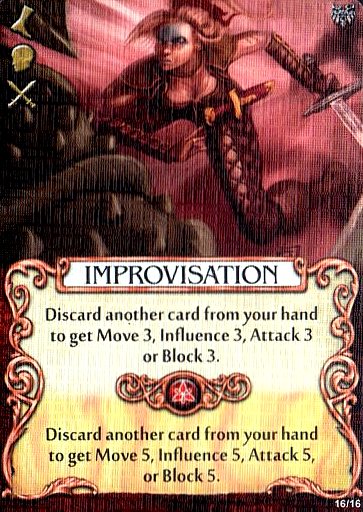 IMPROVISATION
Discard another card from your hand
to get Move 3, Influence 3, Attack 3
or Block 3.
Discard another card from your hand
to get Move 5, Influence 5, Attack 5,
or Block 5.
16/16